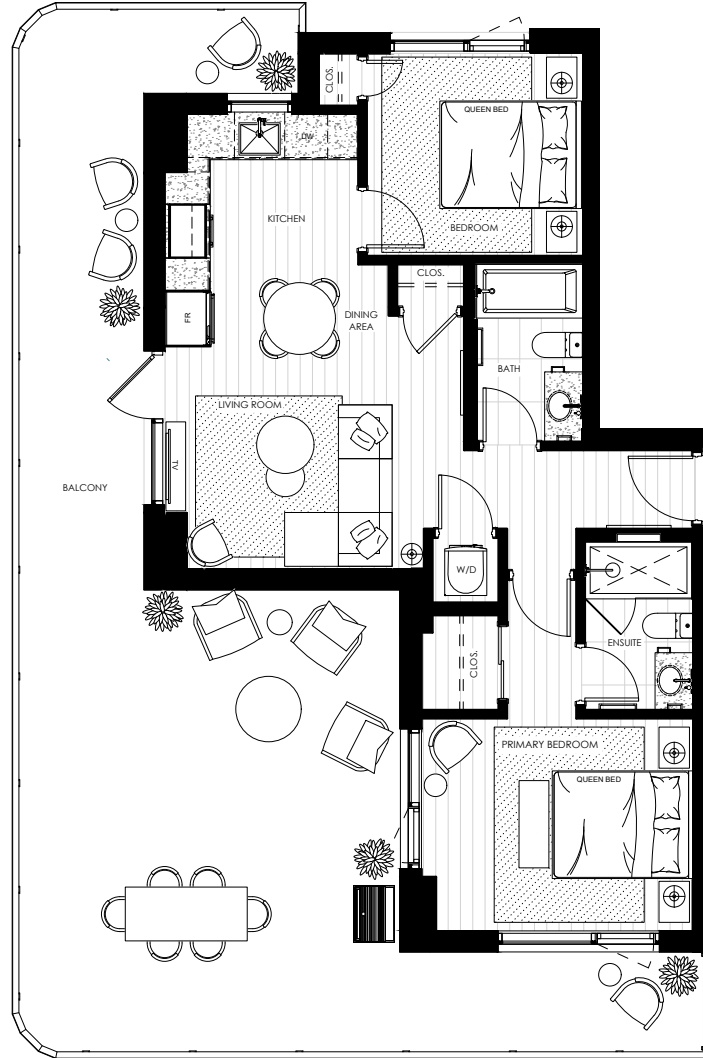 CLOS.
QUEEN BED
DW
KITCHEN
BEDROOM
CLOS.
FR
DINING
AREA
BATH
LIVING ROOM
TV
BALCONY
W/D
ENSUITE
CLOS.
PRIMARY BEDROOM
QUEEN BED